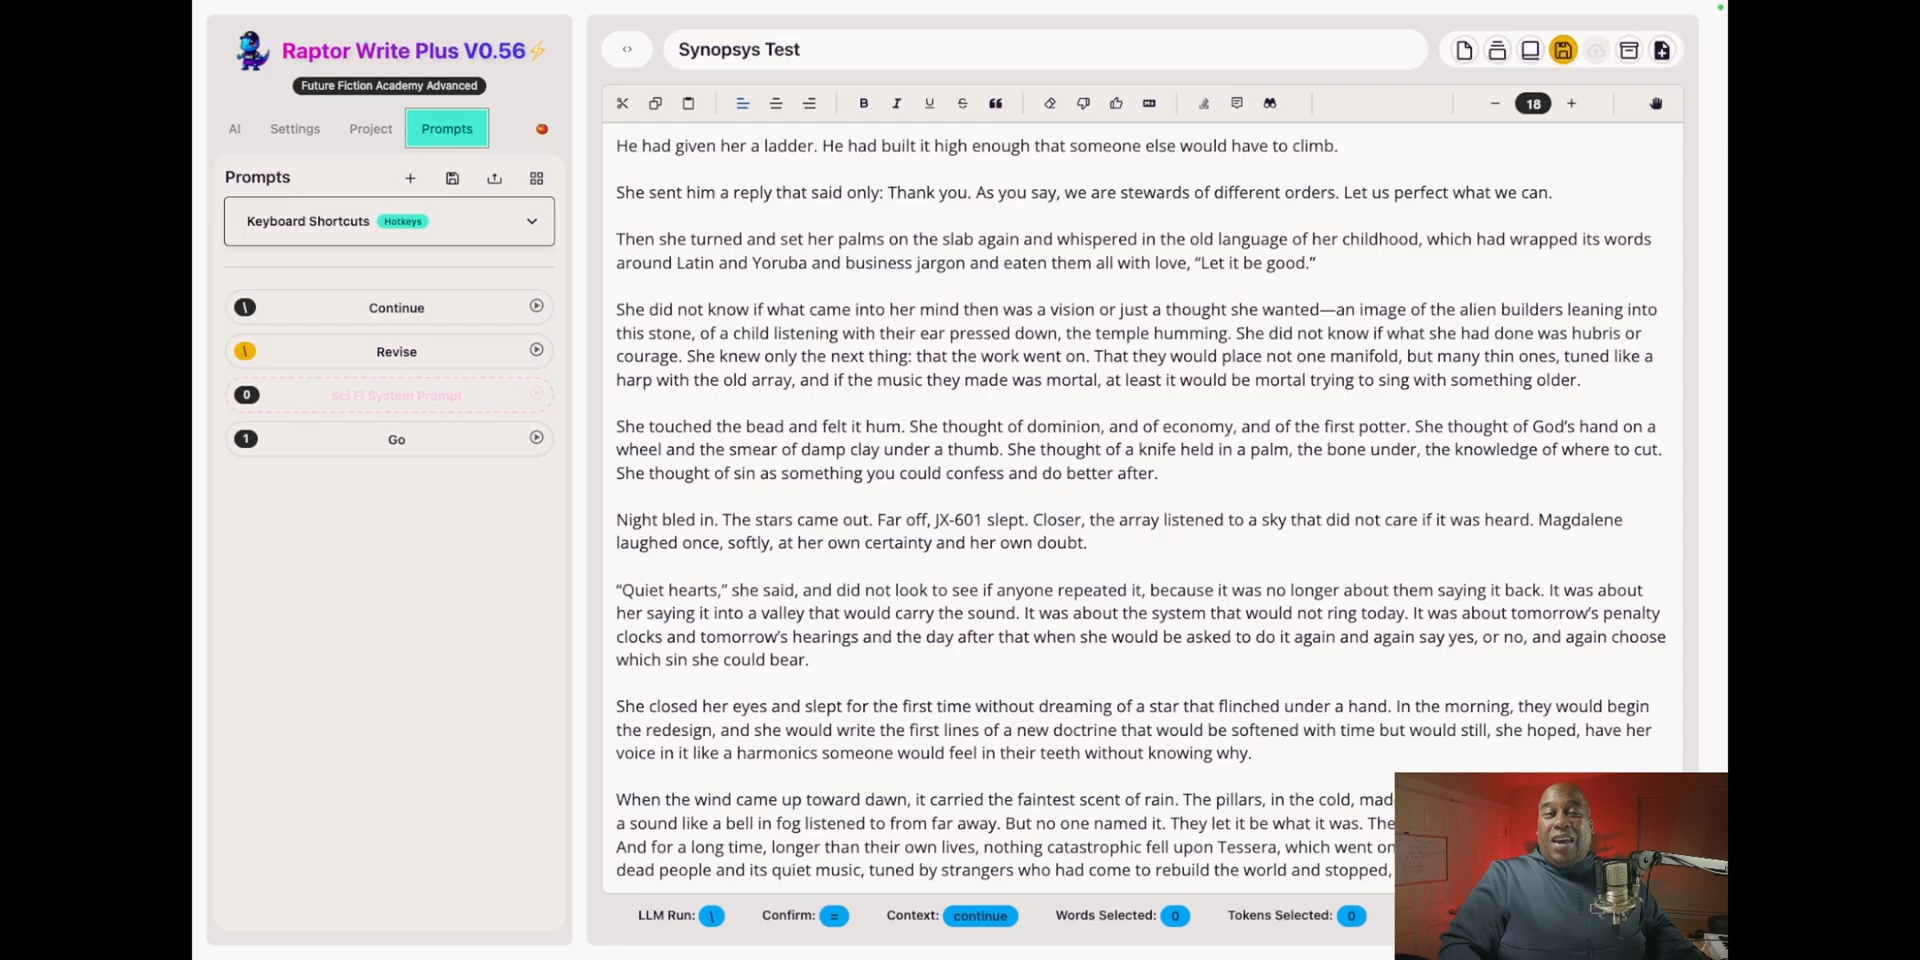 Raptor Write Plus V0.56⚡
Future Fiction Academy Advanced
AI Settings Project Prompts
Prompts
Keyboard Shortcuts Hotkeys
\ Continue
\ Revise
0 Sci FI System Prompt
1 Go
Synopsys Test
B I U S 18
He had given her a ladder. He had built it high enough that someone else would have to climb.
She sent him a reply that said only: Thank you. As you say, we are stewards of different orders. Let us perfect what we can.
Then she turned and set her palms on the slab again and whispered in the old language of her childhood, which had wrapped its words
around Latin and Yoruba and business jargon and eaten them all with love, “Let it be good.”
She did not know if what came into her mind then was a vision or just a thought she wanted—an image of the alien builders leaning into
this stone, of a child listening with their ear pressed down, the temple humming. She did not know if what she had done was hubris or
courage. She knew only the next thing: that the work went on. That they would place not one manifold, but many thin ones, tuned like a
harp with the old array, and if the music they made was mortal, at least it would be mortal trying to sing with something older.
She touched the bead and felt it hum. She thought of dominion, and of economy, and of the first potter. She thought of God’s hand on a
wheel and the smear of damp clay under a thumb. She thought of a knife held in a palm, the bone under, the knowledge of where to cut.
She thought of sin as something you could confess and do better after.
Night bled in. The stars came out. Far off, JX-601 slept. Closer, the array listened to a sky that did not care if it was heard. Magdalene
laughed once, softly, at her own certainty and her own doubt.
“Quiet hearts,” she said, and did not look to see if anyone repeated it, because it was no longer about them saying it back. It was about
her saying it into a valley that would carry the sound. It was about the system that would not ring today. It was about tomorrow’s penalty
clocks and tomorrow’s hearings and the day after that when she would be asked to do it again and again say yes, or no, and again choose
which sin she could bear.
She closed her eyes and slept for the first time without dreaming of a star that flinched under a hand. In the morning, they would begin
the redesign, and she would write the first lines of a new doctrine that would be softened with time but would still, she hoped, have her
voice in it like a harmonics someone would feel in their teeth without knowing why.
When the wind came up toward dawn, it carried the faintest scent of rain. The pillars, in the cold, mad
a sound like a bell in fog listened to from far away. But no one named it. They let it be what it was. The
And for a long time, longer than their own lives, nothing catastrophic fell upon Tessera, which went on
dead people and its quiet music, tuned by strangers who had come to rebuild the world and stopped,
LLM Run: \ Confirm: = Context: continue Words Selected: 0 Tokens Selected: 0